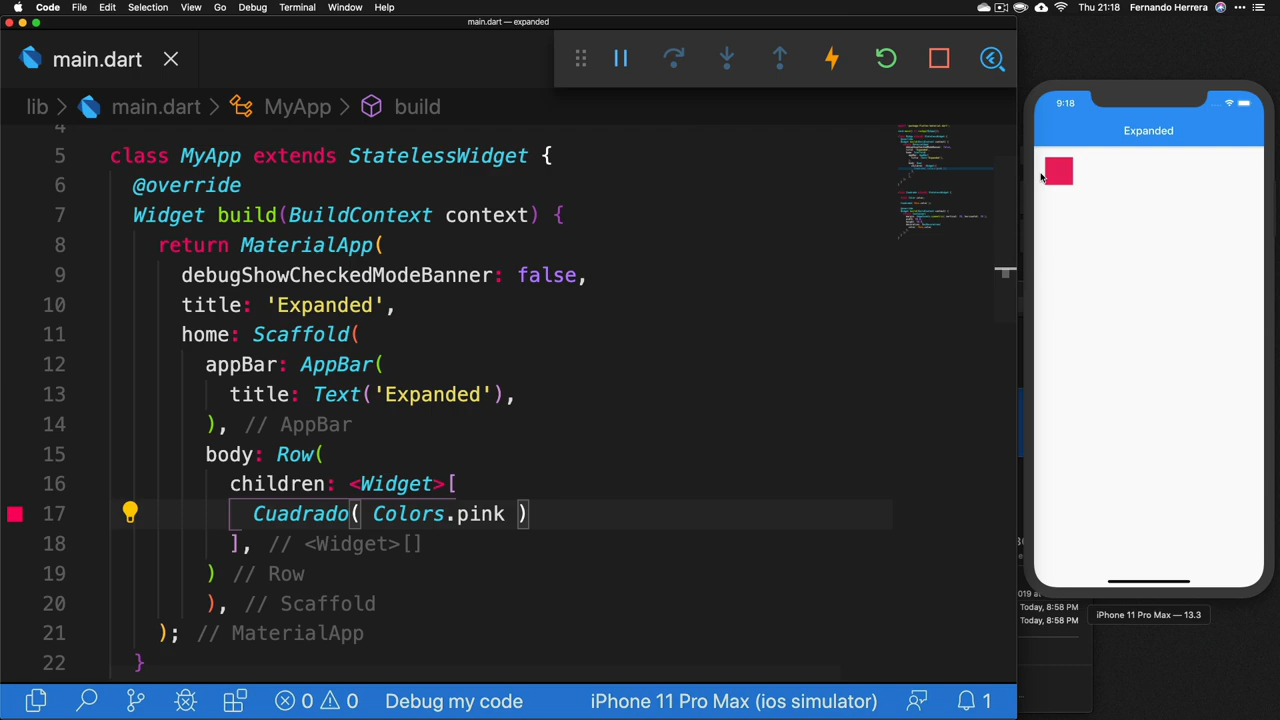 Code File Edit Selection View Go Debug Terminal Window Help Thu 21:18 Fernando Herrera
main.dart — expanded
main.dart
lib > main.dart > MyApp > build
4
5 class MyApp extends StatelessWidget {
6 @override
7 Widget build(BuildContext context) {
8 return MaterialApp(
9 debugShowCheckedModeBanner: false,
10 title: 'Expanded',
11 home: Scaffold(
12 appBar: AppBar(
13 title: Text('Expanded'),
14 ), // AppBar
15 body: Row(
16 children: <Widget>[
17 Cuadrado( Colors.pink )
18 ], // <Widget>[]
19 ) // Row
20 ), // Scaffold
21 ); // MaterialApp
22 }
0 0 Debug my code iPhone 11 Pro Max (ios simulator) 1
9:18
Expanded
2019 at
Today, 8:58 PM
Today, 8:58 PM
iPhone 11 Pro Max — 13.3